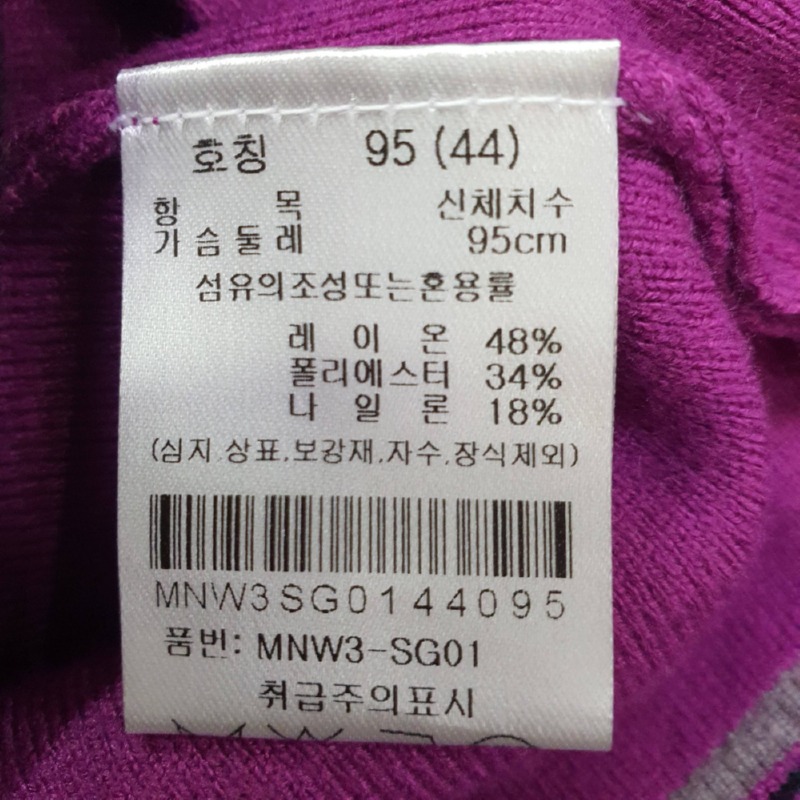 호칭 95 (44)
항 목 신체치수
가슴둘레 95cm
섬유의조성또는혼용률
레 이 온 48%
폴리에스터 34%
나 일 론 18%
(심지.상표.보강재.자수.장식제외)
MNW3SG0144095
품번: MNW3-SG01
취급주의표시